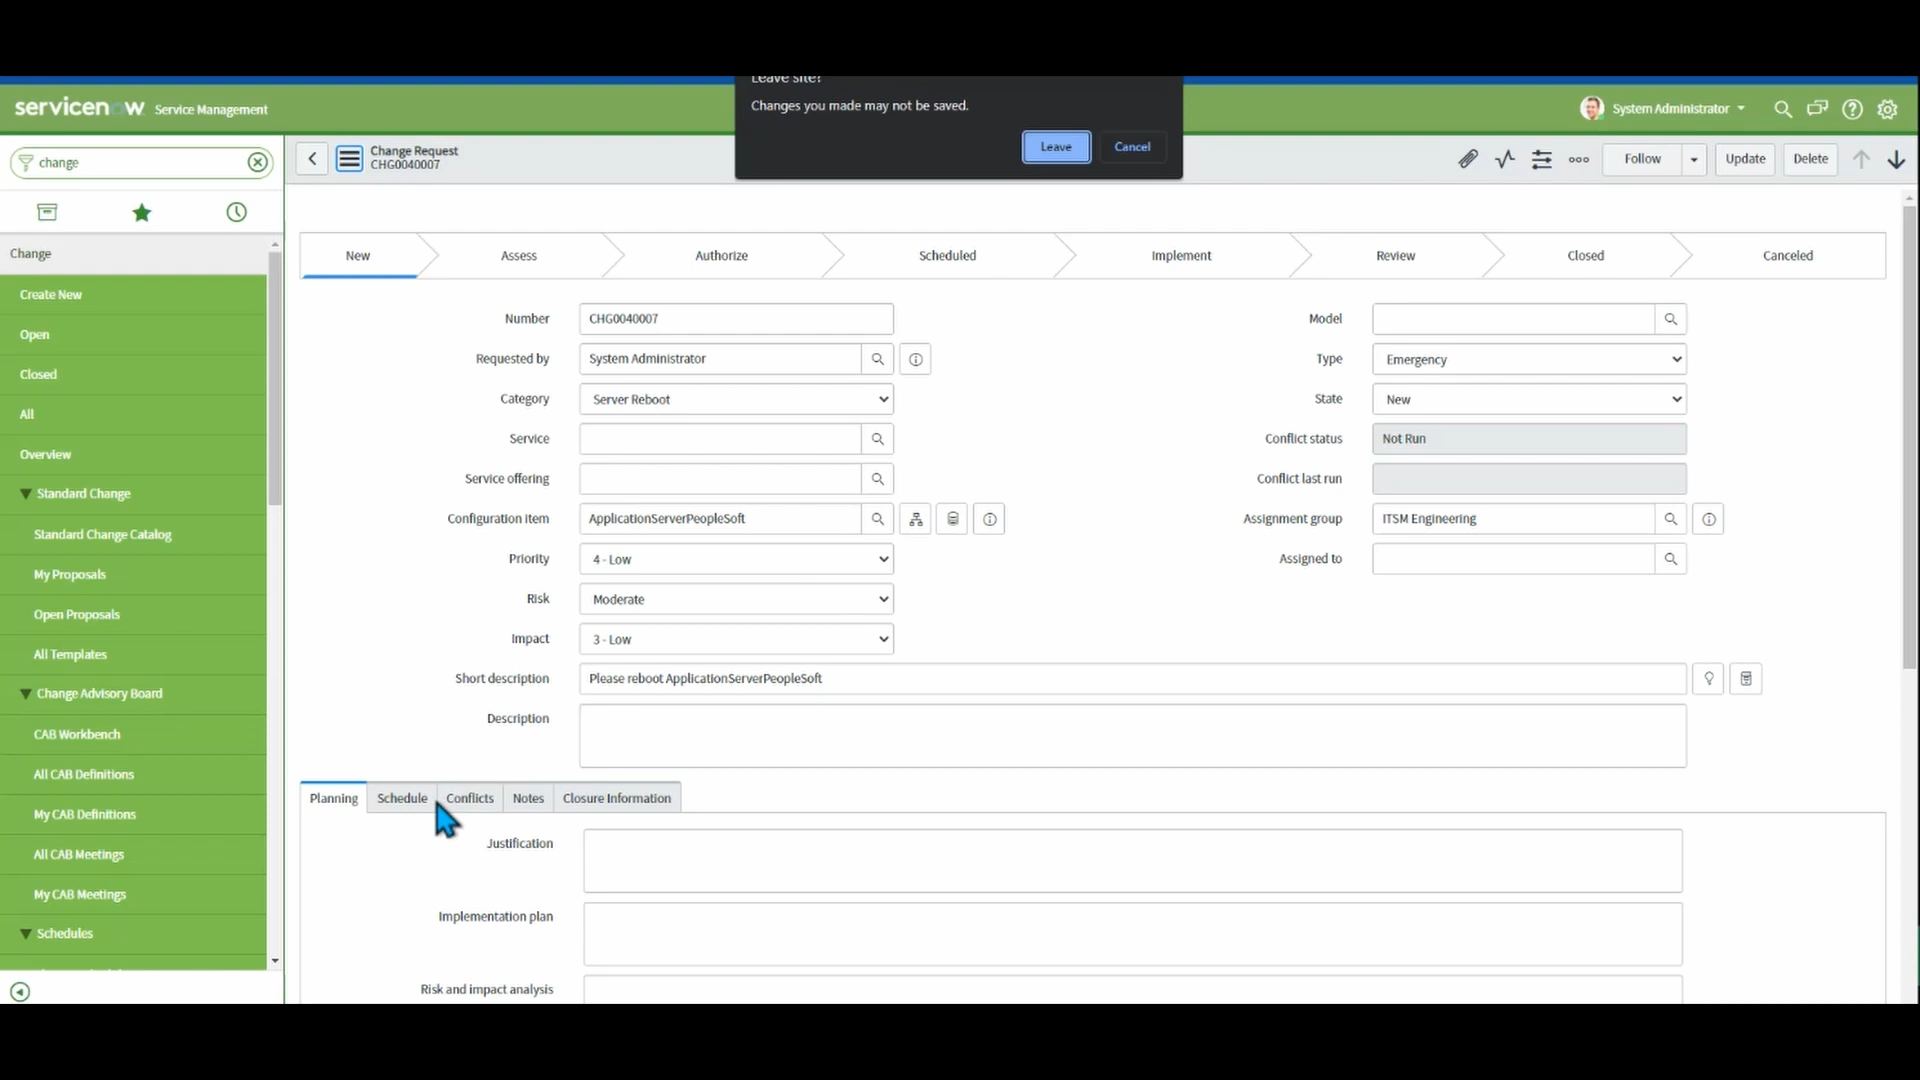 Leave site?
Changes you made may not be saved.
Leave
Cancel
servicenow Service Management
System Administrator
change
Change Request
CHG0040007
Follow
Update
Delete
Change
Create New
Open
Closed
All
Overview
Standard Change
Standard Change Catalog
My Proposals
Open Proposals
All Templates
Change Advisory Board
CAB Workbench
All CAB Definitions
My CAB Definitions
All CAB Meetings
My CAB Meetings
Schedules
New
Assess
Authorize
Scheduled
Implement
Review
Closed
Canceled
Number CHG0040007
Requested by System Administrator
Category Server Reboot
Service
Service offering
Configuration item ApplicationServerPeopleSoft
Priority 4 - Low
Risk Moderate
Impact 3 - Low
Short description Please reboot ApplicationServerPeopleSoft
Description
Model
Type Emergency
State New
Conflict status Not Run
Conflict last run
Assignment group ITSM Engineering
Assigned to
Planning
Schedule
Conflicts
Notes
Closure Information
Justification
Implementation plan
Risk and impact analysis